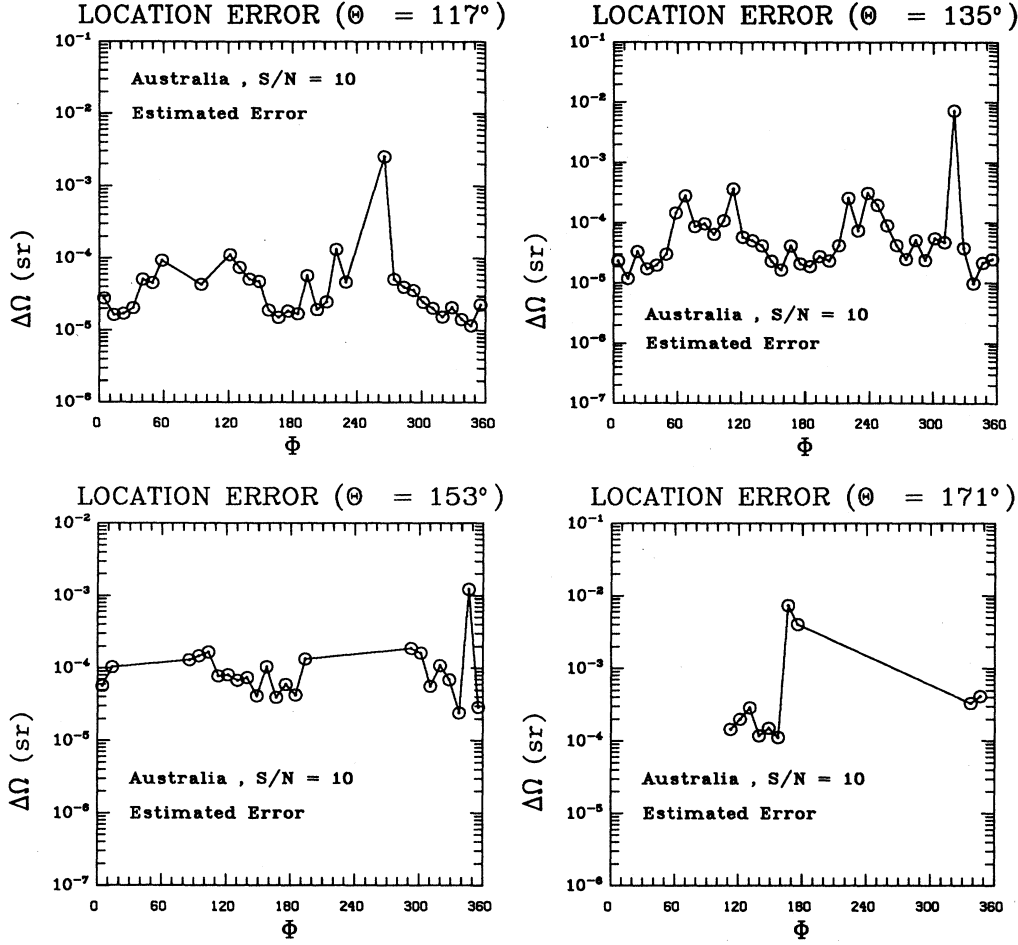 LOCATION ERROR (Θ = 117°)
10⁻¹
10⁻²
10⁻³
10⁻⁴
10⁻⁵
10⁻⁶
ΔΩ (sr)
Australia , S/N = 10
Estimated Error
0 60 120 180 240 300 360
Φ
LOCATION ERROR (Θ = 135°)
10⁻¹
10⁻²
10⁻³
10⁻⁴
10⁻⁵
10⁻⁶
10⁻⁷
ΔΩ (sr)
Australia , S/N = 10
Estimated Error
0 60 120 180 240 300 360
Φ
LOCATION ERROR (Θ = 153°)
10⁻²
10⁻³
10⁻⁴
10⁻⁵
10⁻⁶
10⁻⁷
ΔΩ (sr)
Australia , S/N = 10
Estimated Error
0 60 120 180 240 300 360
Φ
LOCATION ERROR (Θ = 171°)
10⁻¹
10⁻²
10⁻³
10⁻⁴
10⁻⁵
10⁻⁶
ΔΩ (sr)
Australia , S/N = 10
Estimated Error
0 60 120 180 240 300 360
Φ